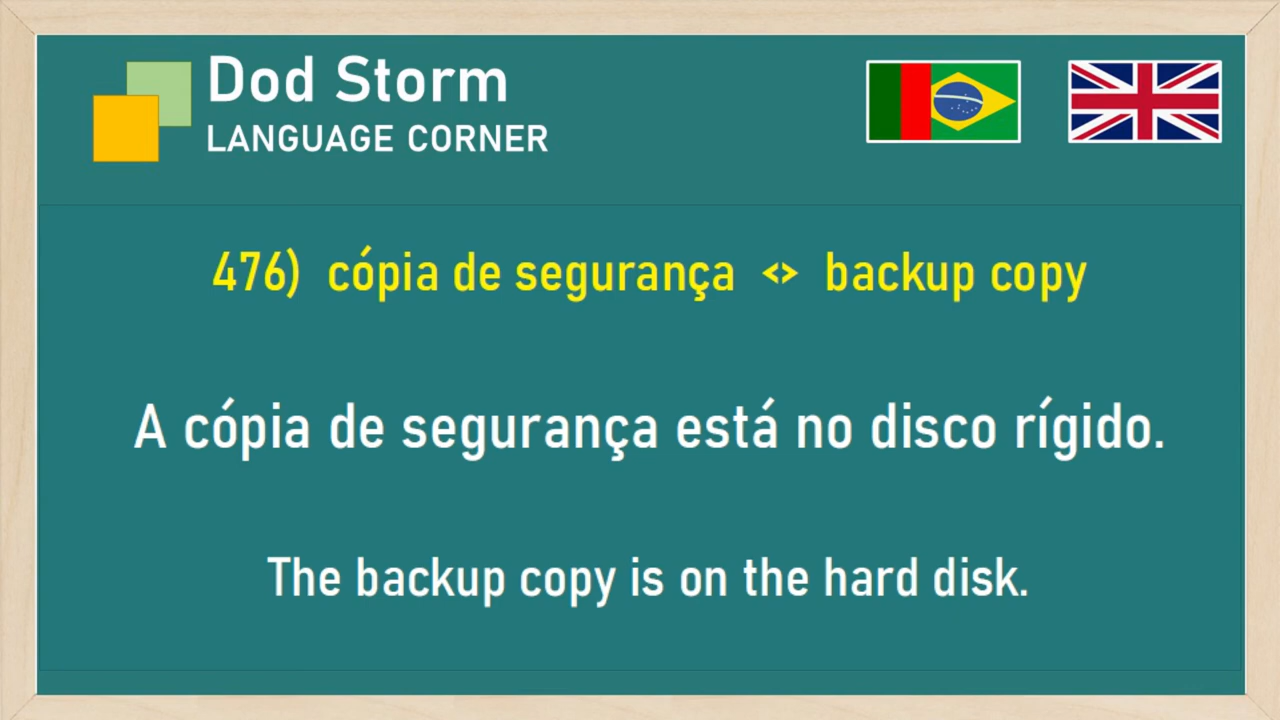 Dod Storm
LANGUAGE CORNER
476) cópia de segurança <> backup copy
A cópia de segurança está no disco rígido.
The backup copy is on the hard disk.